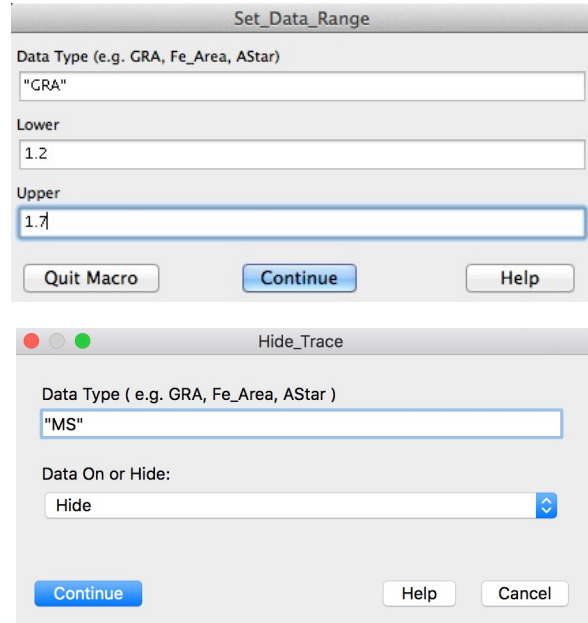 Set_Data_Range
Data Type (e.g. GRA, Fe_Area, AStar)
"GRA"
Lower
1.2
Upper
1.7
Quit Macro Continue Help
Hide_Trace
Data Type ( e.g. GRA, Fe_Area, AStar )
"MS"
Data On or Hide:
Hide
Continue Help Cancel